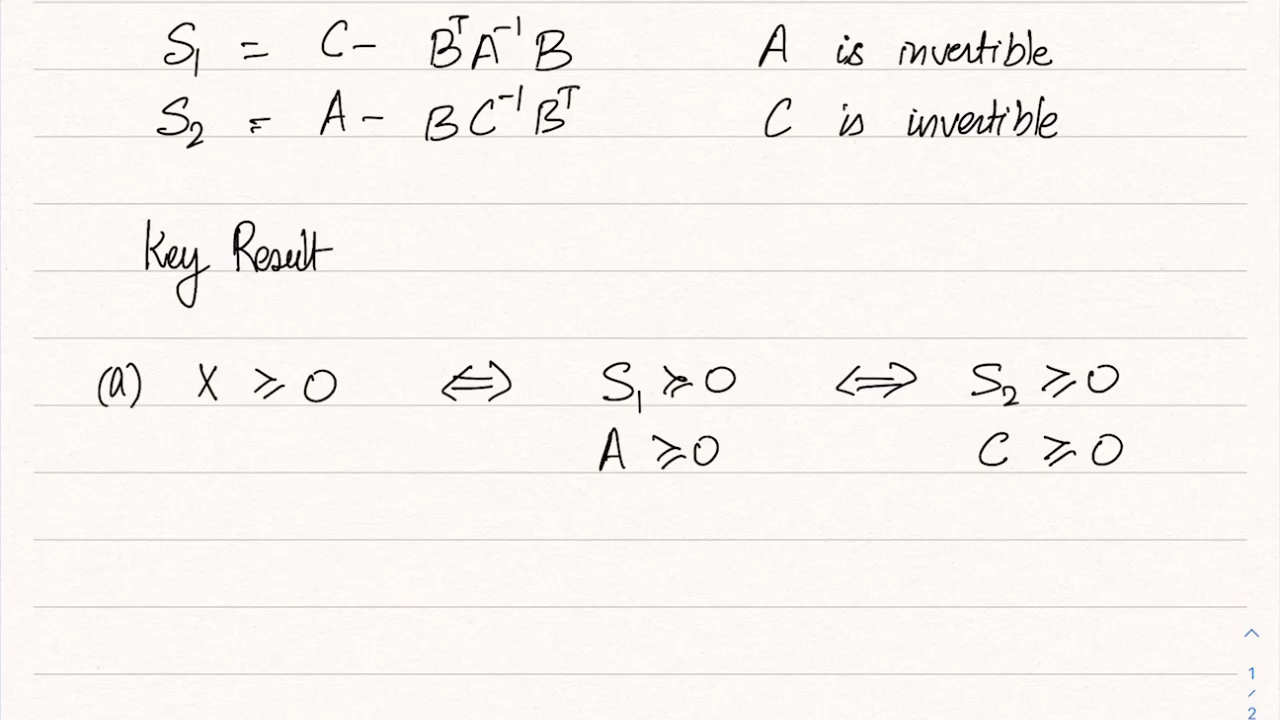 S₁ = C - BᵀA⁻¹B A is invertible
S₂ = A - BC⁻¹Bᵀ C is invertible
Key Result
(a) X ≽ 0 ⇔ S₁ ≽ 0 ⇔ S₂ ≽ 0
A ≽ 0 C ≽ 0
1
/
2